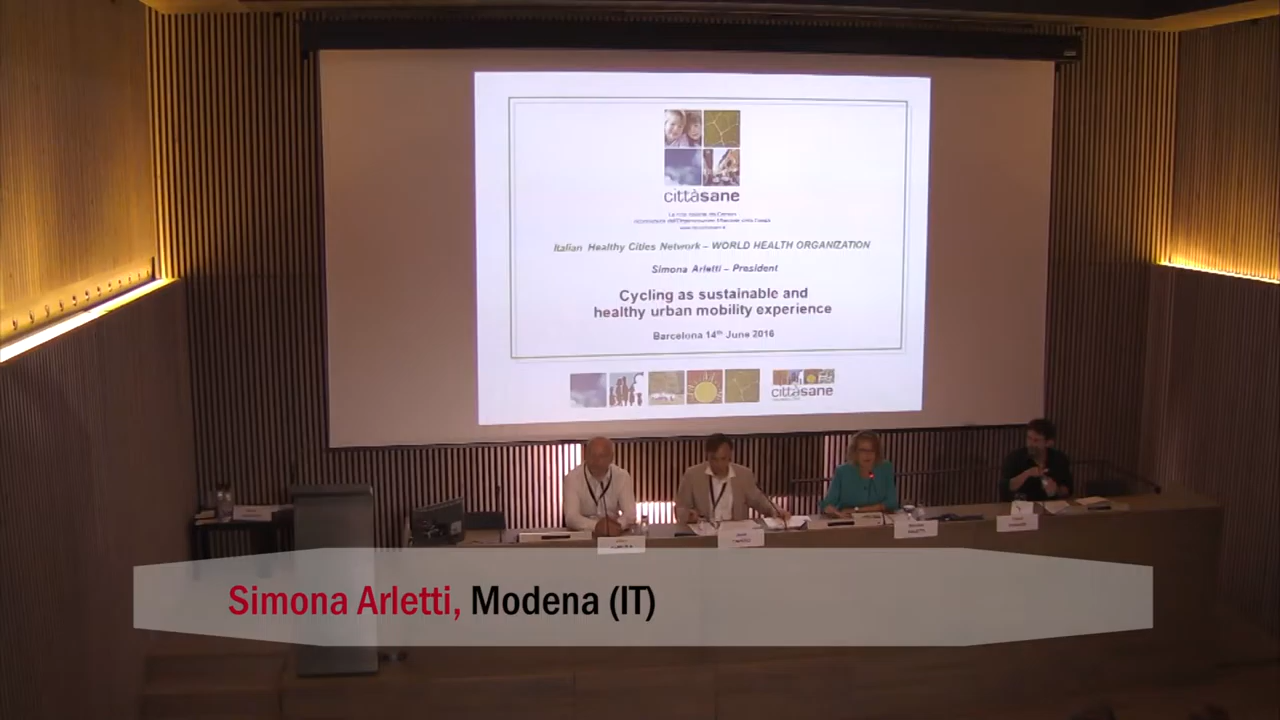 cittàsane
Italian Healthy Cities Network – WORLD HEALTH ORGANIZATION
Simona Arletti – President
Cycling as sustainable and
healthy urban mobility experience
Barcelona 14th June 2016
cittàsane
Simona Arletti, Modena (IT)